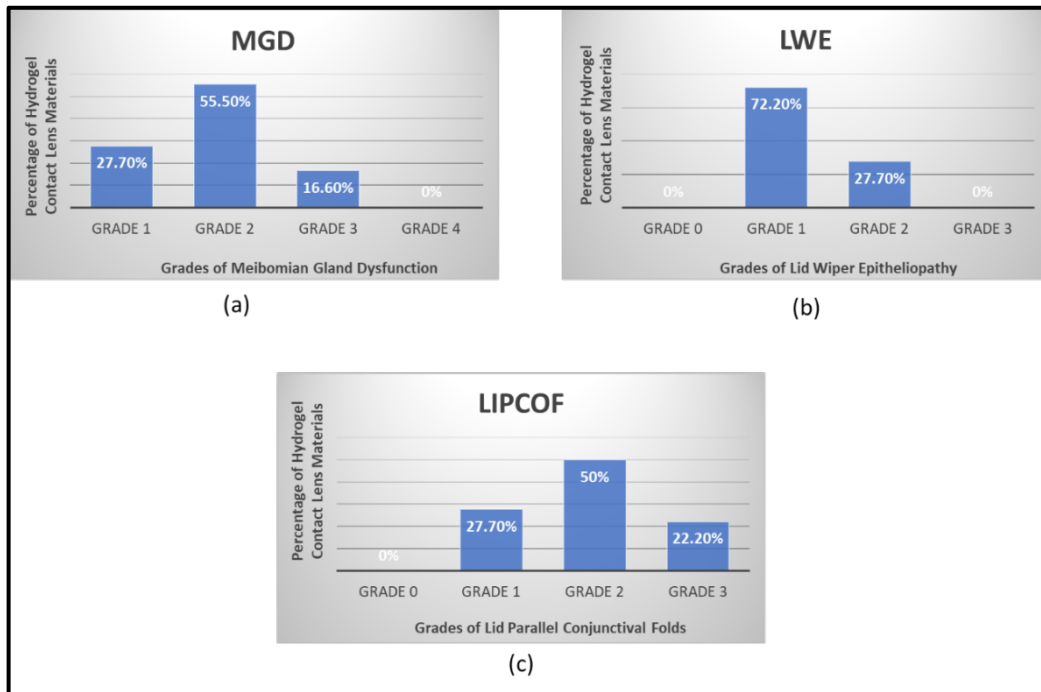 MGD
Percentage of Hydrogel
Contact Lens Materials
27.70%
55.50%
16.60%
0%
GRADE 1
GRADE 2
GRADE 3
GRADE 4
Grades of Meibomian Gland Dysfunction
(a)
LWE
Percentage of Hydrogel
Contact Lens Materials
0%
72.20%
27.70%
0%
GRADE 0
GRADE 1
GRADE 2
GRADE 3
Grades of Lid Wiper Epitheliopathy
(b)
LIPCOF
Percentage of Hydrogel
Contact Lens Materials
0%
27.70%
50%
22.20%
GRADE 0
GRADE 1
GRADE 2
GRADE 3
Grades of Lid Parallel Conjunctival Folds
(c)